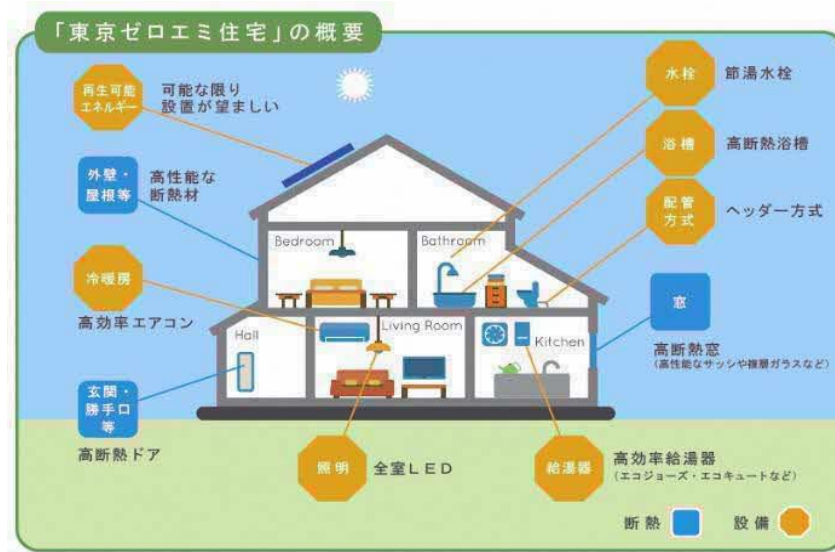 「東京ゼロエミ住宅」の概要
再生可能
エネルギー
可能な限り
設置が望ましい
外壁・
屋根等
高性能な
断熱材
冷暖房
高効率エアコン
玄関・
勝手口
等
高断熱ドア
水栓
節湯水栓
浴槽
高断熱浴槽
配管
方式
ヘッダー方式
窓
高断熱窓
(高性能なサッシや複層ガラスなど)
Bedroom
Bathroom
Hall
Living Room
Kitchen
照明
全室LED
給湯器
高効率給湯器
(エコジョーズ・エコキュートなど)
断熱
設備